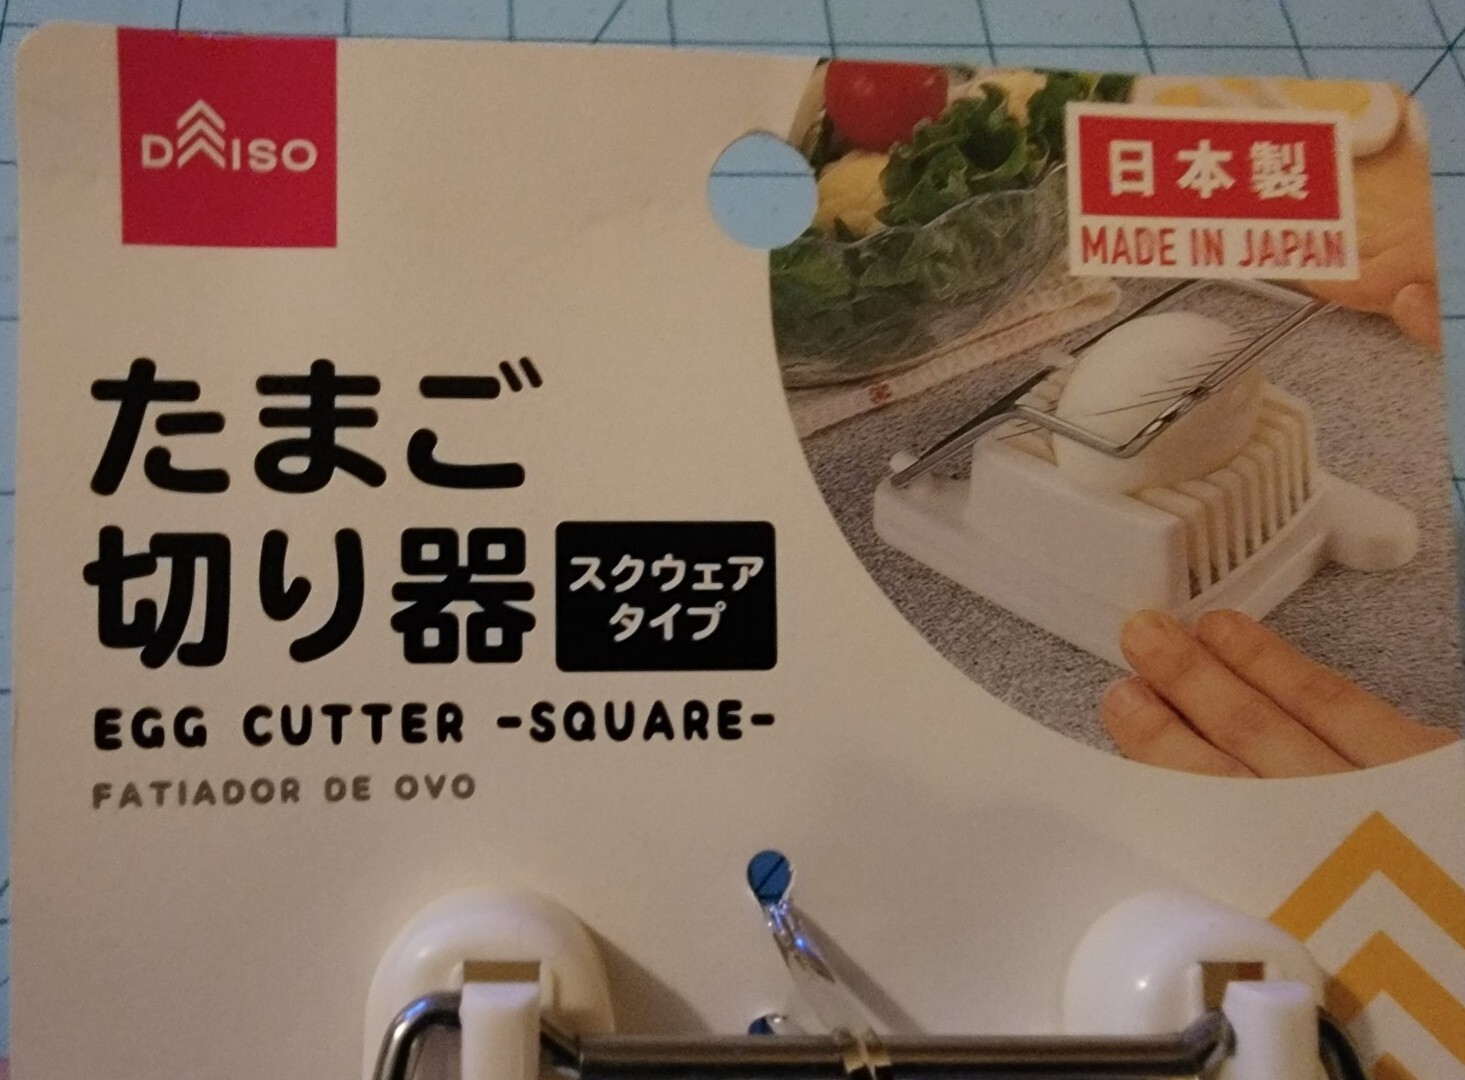 DAISO
日本製
MADE IN JAPAN
たまご
切り器
スクウェア
タイプ
EGG CUTTER -SQUARE-
FATIADOR DE OVO